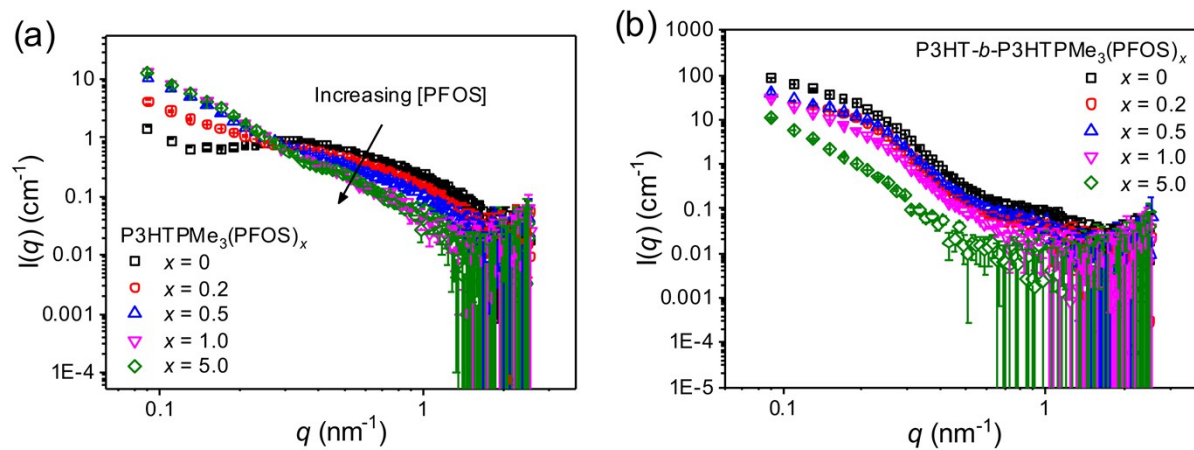 (a)
I(q) (cm⁻¹)
10
1
0.1
0.01
0.001
1E-4
Increasing [PFOS]
P3HTPMe₃(PFOS)ₓ
x = 0
x = 0.2
x = 0.5
x = 1.0
x = 5.0
0.1
1
q (nm⁻¹)
(b)
I(q) (cm⁻¹)
1000
100
10
1
0.1
0.01
0.001
1E-4
1E-5
P3HT-b-P3HTPMe₃(PFOS)ₓ
x = 0
x = 0.2
x = 0.5
x = 1.0
x = 5.0
0.1
1
q (nm⁻¹)